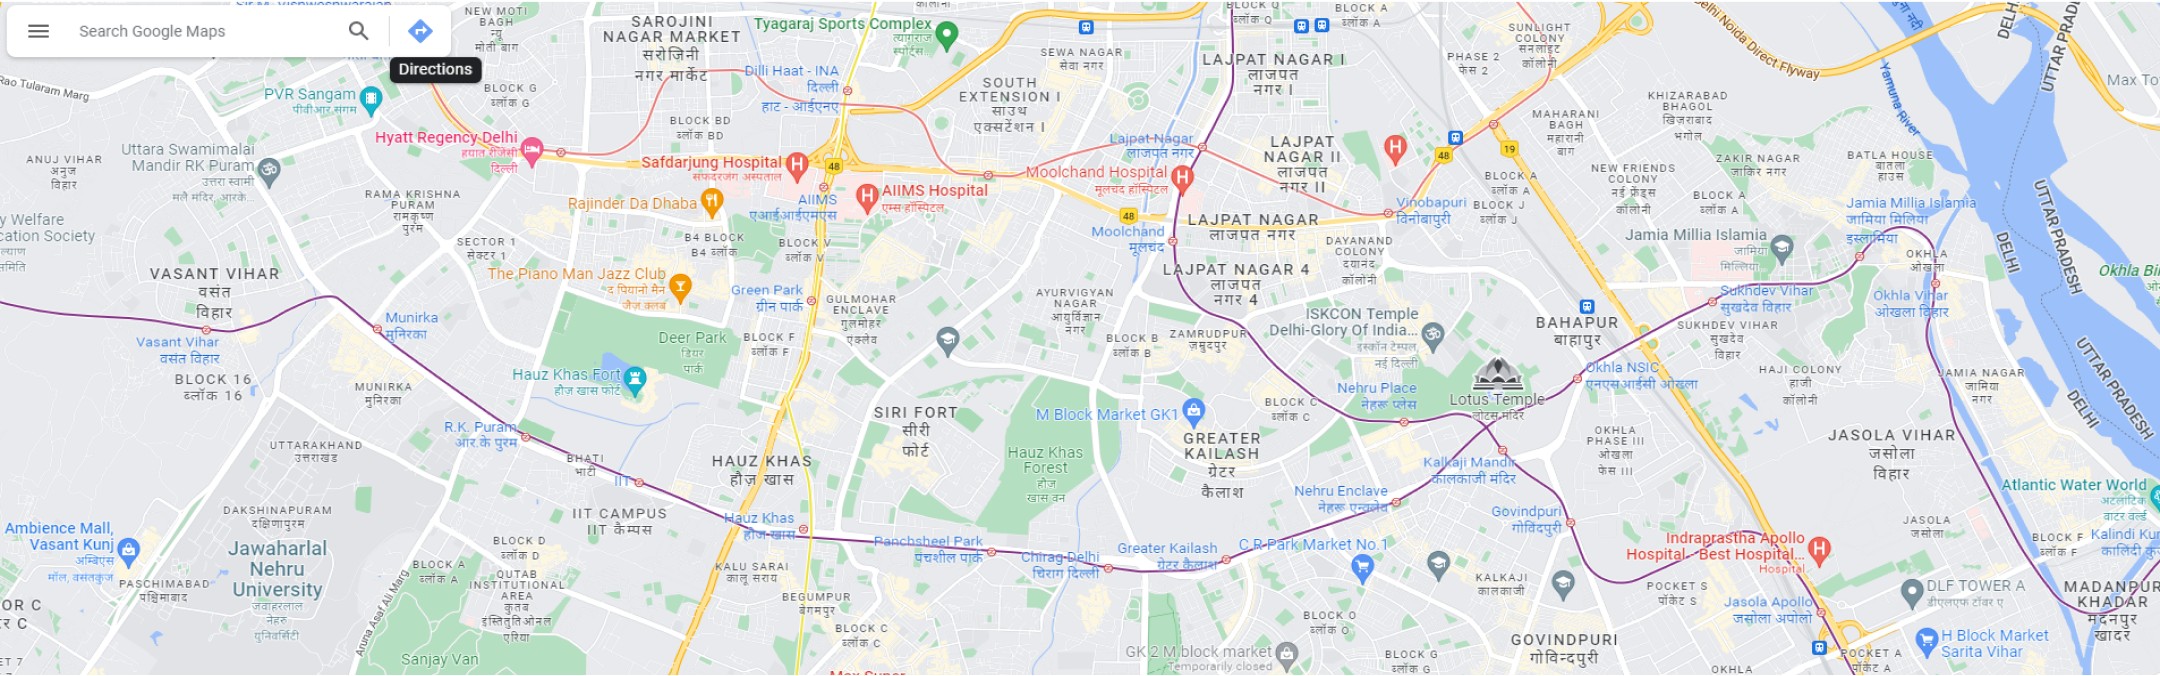 Search Google Maps
Directions
NEW MOTI
BAGH
न्यू
मोती बाग
SAROJINI
NAGAR MARKET
सरोजिनी
नगर मार्केट
Tyagaraj Sports Complex
त्यागराज
स्पोर्ट्स...
SEWA NAGAR
सेवा नगर
BLOCK Q
ब्लॉक Q
BLOCK A
ब्लॉक A
LAJPAT NAGAR I
लाजपत
नगर I
PHASE 2
फेस 2
SUNLIGHT
COLONY
सनलाइट
कॉलोनी
Delhi Noida Direct Flyway
Yamuna River
UTTAR PRADESH
Rao Tularam Marg
PVR Sangam
पीवीआर संगम
BLOCK G
ब्लॉक G
Dilli Haat - INA
दिल्ली
हाट - आईएनए
SOUTH
EXTENSION I
साउथ
एक्सटेंशन I
BLOCK BD
ब्लॉक BD
MAHARANI
BAGH
महारानी
बाग
KHIZARABAD
BHAGOL
खिजराबाद
भगोल
Hyatt Regency Delhi
हयात रीजेंसी
दिल्ली
Uttara Swamimalai
Mandir RK Puram
उत्तरा स्वामी
मलै मंदिर, आरके...
ANUJ VIHAR
अनुज
विहार
Safdarjung Hospital
सफदरजंग अस्पताल
48
AIIMS Hospital
एम्स हॉस्पिटल
AIIMS
एआईआईएमएस
Lajpat Nagar
लाजपत नगर
Moolchand Hospital
मूलचंद हॉस्पिटल
LAJPAT
NAGAR II
लाजपत
नगर II
48
19
NEW FRIENDS
COLONY
नई फ्रेंड्स
कॉलोनी
ZAKIR NAGAR
जाकिर नगर
BATLA HOUSE
बातला
हाउस
RAMA KRISHNA
PURAM
रामकृष्ण
पुरम
Rajinder Da Dhaba
BLOCK A
ब्लॉक A
BLOCK J
ब्लॉक J
BLOCK A
ब्लॉक A
48
Moolchand
मूलचंद
LAJPAT NAGAR
लाजपत नगर
Vinobapuri
विनोबापुरी
Jamia Millia Islamia
जामिया मिलिया
इस्लामिया
Jamia Millia Islamia
जामिया
मिल्लिया
SECTOR 1
सेक्टर 1
B4 BLOCK
B4 ब्लॉक
BLOCK V
ब्लॉक V
DAYANAND
COLONY
दयानंद
कॉलोनी
OKHLA
ओखला
UTTAR PRADESH
DELHI
VASANT VIHAR
वसंत
विहार
The Piano Man Jazz Club
द पियानो मैन
जैज़ क्लब
Green Park
ग्रीन पार्क
GULMOHAR
ENCLAVE
गुलमोहर
एन्क्लेव
AYURVIGYAN
NAGAR
आयुर्विज्ञान
नगर
LAJPAT NAGAR 4
लाजपत
नगर 4
Sukhdev Vihar
सुखदेव विहार
Okhla Vihar
ओखला विहार
Munirka
मुनिरका
Vasant Vihar
वसंत विहार
Deer Park
डियर
पार्क
BLOCK F
ब्लॉक F
BLOCK B
ब्लॉक B
ZAMRUDPUR
ज़मुदपुर
ISKCON Temple
Delhi-Glory Of India...
इस्कॉन टेम्पल,
नई दिल्ली
BAHAPUR
बाहापुर
SUKHDEV VIHAR
सुखदेव
विहार
UTTAR PRADESH
DELHI
BLOCK 16
ब्लॉक 16
MUNIRKA
मुनिरका
Hauz Khas Fort
हौज़ खास फोर्ट
Nehru Place
नेहरू प्लेस
Lotus Temple
लोटस मंदिर
Okhla NSIC
एनएसआईसी ओखला
HAJI COLONY
हाजी
कॉलोनी
JAMIA NAGAR
जामिया
नगर
R.K. Puram
आर.के पुरम
SIRI FORT
सीरी
फोर्ट
M Block Market GK1
BLOCK C
ब्लॉक C
GREATER
KAILASH
ग्रेटर
कैलाश
OKHLA
PHASE III
ओखला
फेस III
JASOLA VIHAR
जसोला
विहार
UTTARAKHAND
उत्तराखंड
BHATI
भाटी
IIT
HAUZ KHAS
हौज़ खास
Hauz Khas
Forest
हौज
खास वन
Kalkaji Mandir
कालकाजी मंदिर
Nehru Enclave
नेहरू एन्क्लेव
Govindpuri
गोविंदपुरी
Atlantic Water World
अटलांटिक
वाटर वर्ल्ड
DAKSHINAPURAM
दक्षिणापुरम
IIT CAMPUS
IIT कैम्पस
Hauz Khas
हौज़ खास
Panchsheel Park
पंचशील पार्क
Chirag Delhi
चिराग दिल्ली
Greater Kailash
ग्रेटर कैलाश
C R Park Market No.1
Indraprastha Apollo
Hospital - Best Hospital...
Hospital
JASOLA
जसोला
BLOCK F
ब्लॉक F
Ambience Mall,
Vasant Kunj
अम्बिएंस
मॉल, वसंतकुंज
Jawaharlal
Nehru
University
जवाहरलाल
नेहरु
यूनिवर्सिटी
PASCHIMABAD
पश्चिमाबाद
BLOCK D
ब्लॉक D
BLOCK A
ब्लॉक A
QUTAB
INSTITUTIONAL
AREA
कुतब
इंस्तितुतिओनल
एरिया
Aruna Asaf Ali Marg
KALU SARAI
कालू सराय
BEGUMPUR
बेगमपुर
BLOCK C
ब्लॉक C
KALKAJI
कालकाजी
POCKET S
पॉकेट S
DLF TOWER A
डीएलएफ टॉवर ए
Jasola Apollo
जसोला अपोलो
MADANPUR
KHADAR
मदनपुर
खादर
BLOCK O
ब्लॉक O
GOVINDPURI
गोविन्दपुरी
GK 2 M block market
Temporarily closed
BLOCK G
ब्लॉक G
H Block Market
Sarita Vihar
POCKET A
पॉकेट A
OKHLA
Sanjay Van